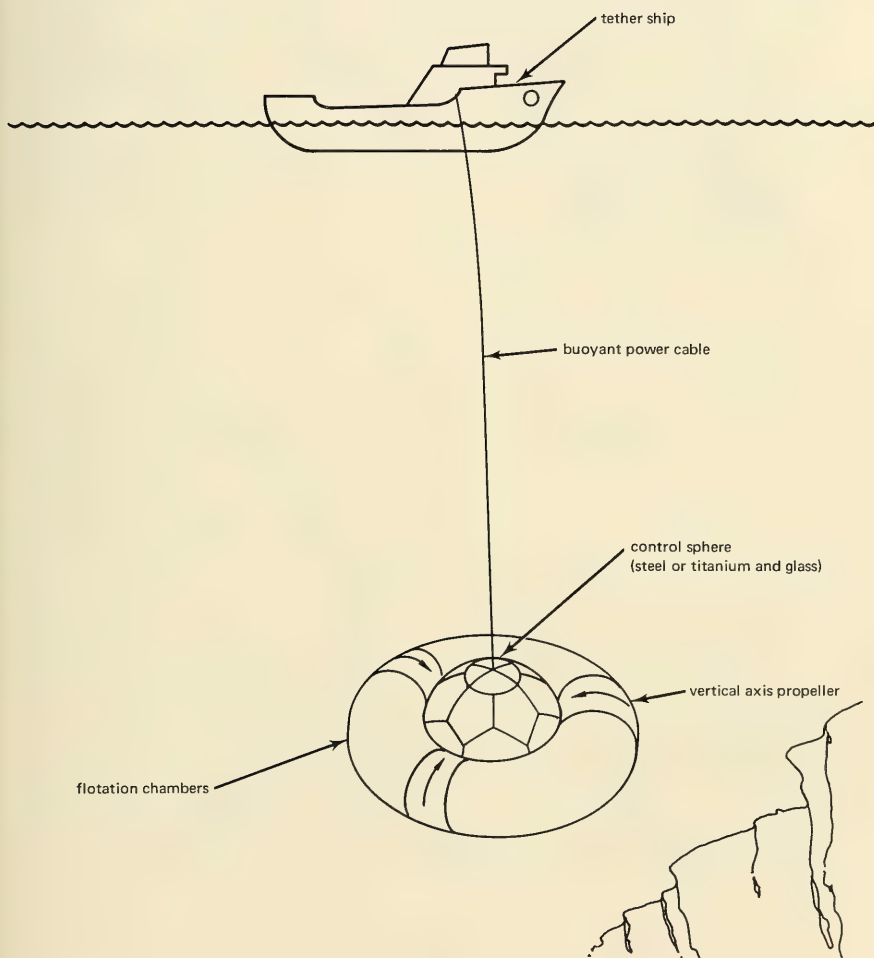 tether ship
buoyant power cable
control sphere
(steel or titanium and glass)
vertical axis propeller
flotation chambers